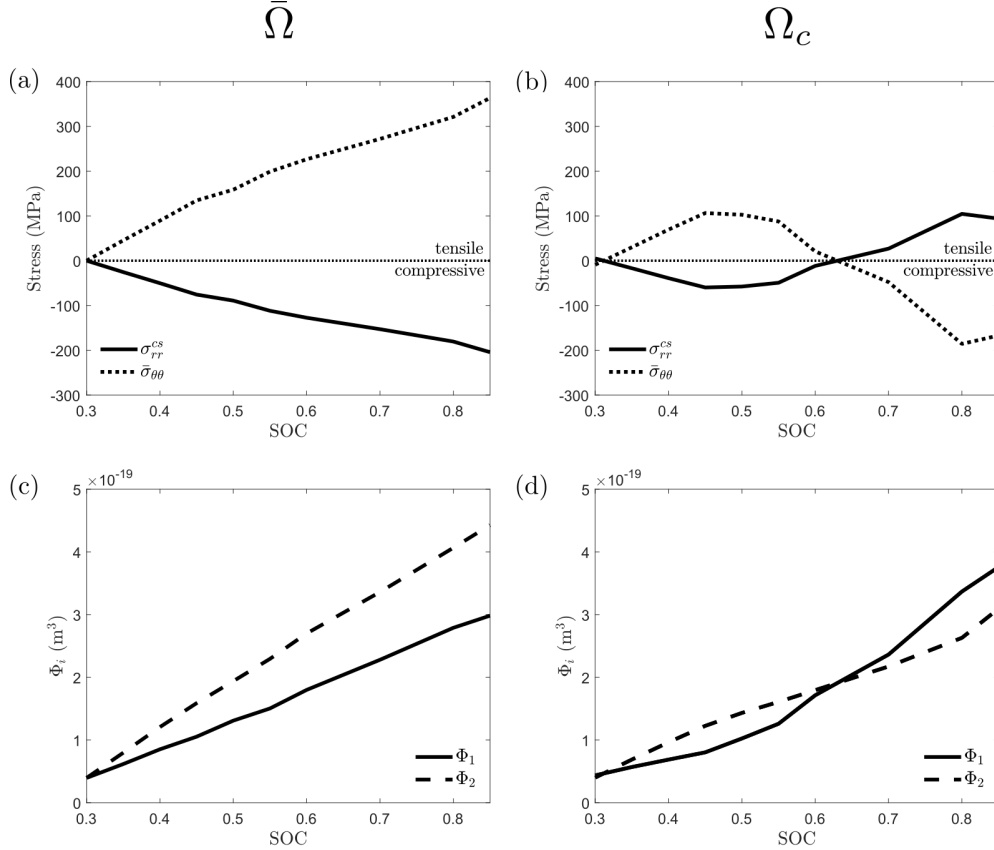 Ω̄
Ω_c
(a)
400
300
200
100
0
-100
-200
-300
Stress (MPa)
tensile
compressive
σ_rr^cs
σ̄_θθ
0.3 0.4 0.5 0.6 0.7 0.8
SOC
(b)
400
300
200
100
0
-100
-200
-300
Stress (MPa)
tensile
compressive
σ_rr^cs
σ̄_θθ
0.3 0.4 0.5 0.6 0.7 0.8
SOC
(c)
×10^-19
5
4
3
2
1
0
Φ_i (m^3)
Φ_1
Φ_2
0.3 0.4 0.5 0.6 0.7 0.8
SOC
(d)
×10^-19
5
4
3
2
1
0
Φ_i (m^3)
Φ_1
Φ_2
0.3 0.4 0.5 0.6 0.7 0.8
SOC